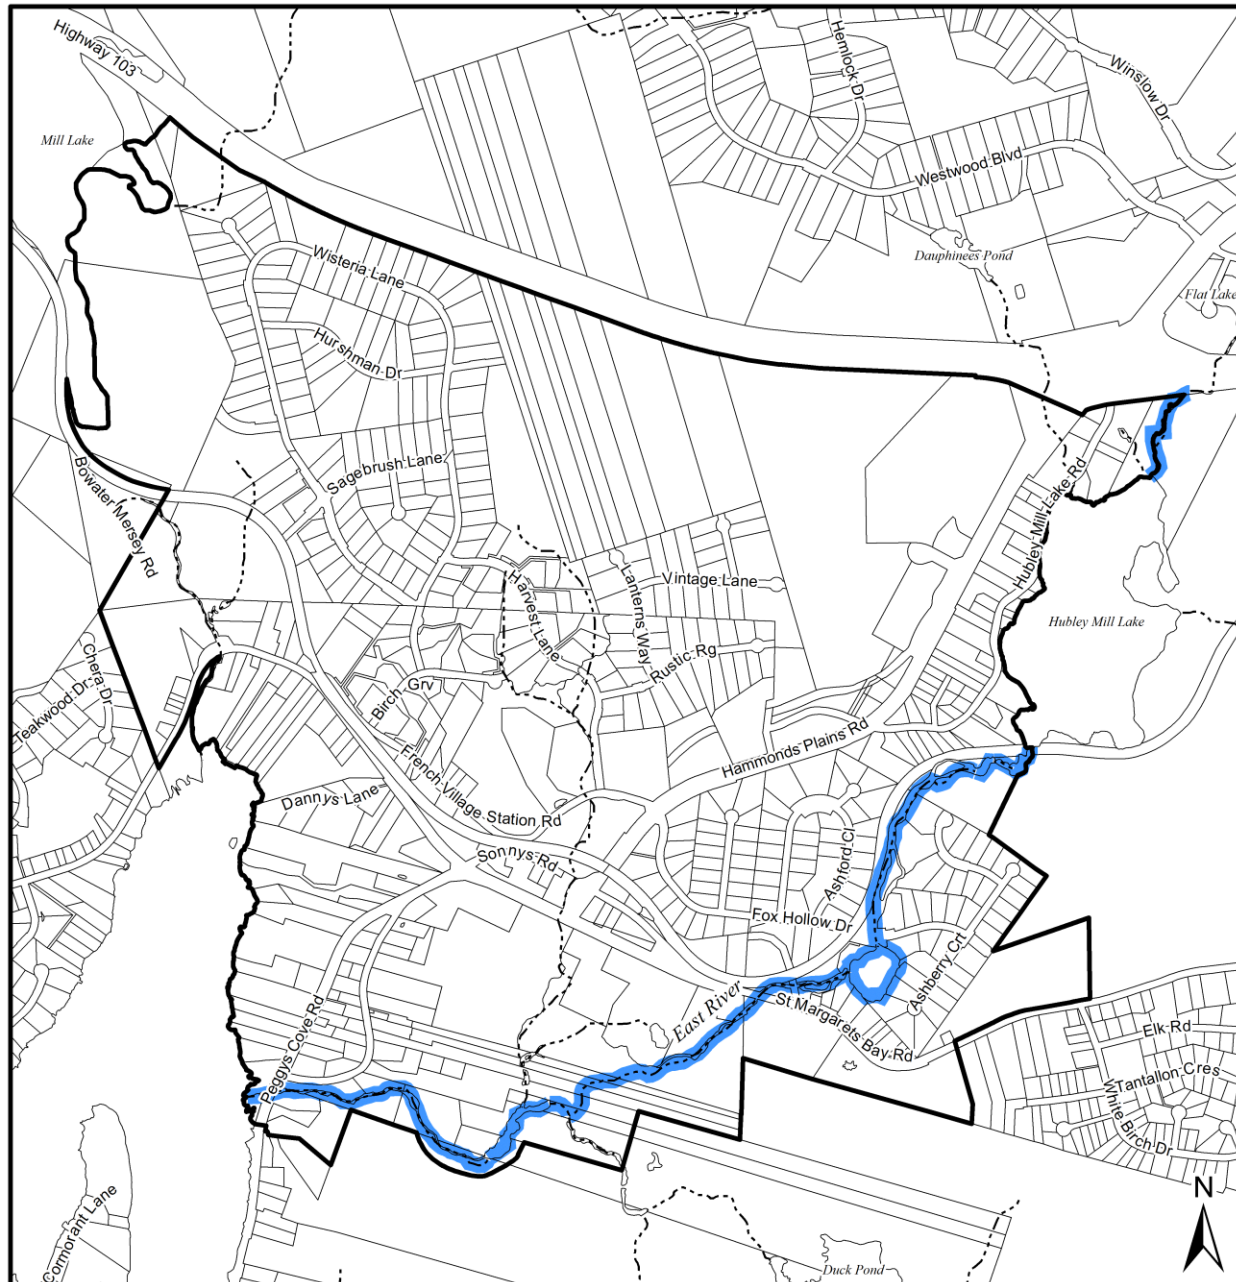 Highway 103
Hemlock Dr
Winslow Dr
Mill Lake
Westwood Blvd
Dauphinees Pond
Wisteria Lane
Flat Lake
Hurshman Dr
Sagebrush Lane
Bowater Mersey Rd
Hubley Mill Lake Rd
Harvest Lane
Lanterns Way
Vintage Lane
Hubley Mill Lake
Chera Dr
Rustic Rg
Teakwood Dr
Birch Grv
Hammonds Plains Rd
French Village Station Rd
Dannys Lane
Sonnys Rd
Ashford Cl
Fox Hollow Dr
Ashberry Crt
East River
St Margarets Bay Rd
Peggys Cove Rd
Elk Rd
Tantallon Cres
White Birch Dr
N
Cormorant Lane
Duck Pond